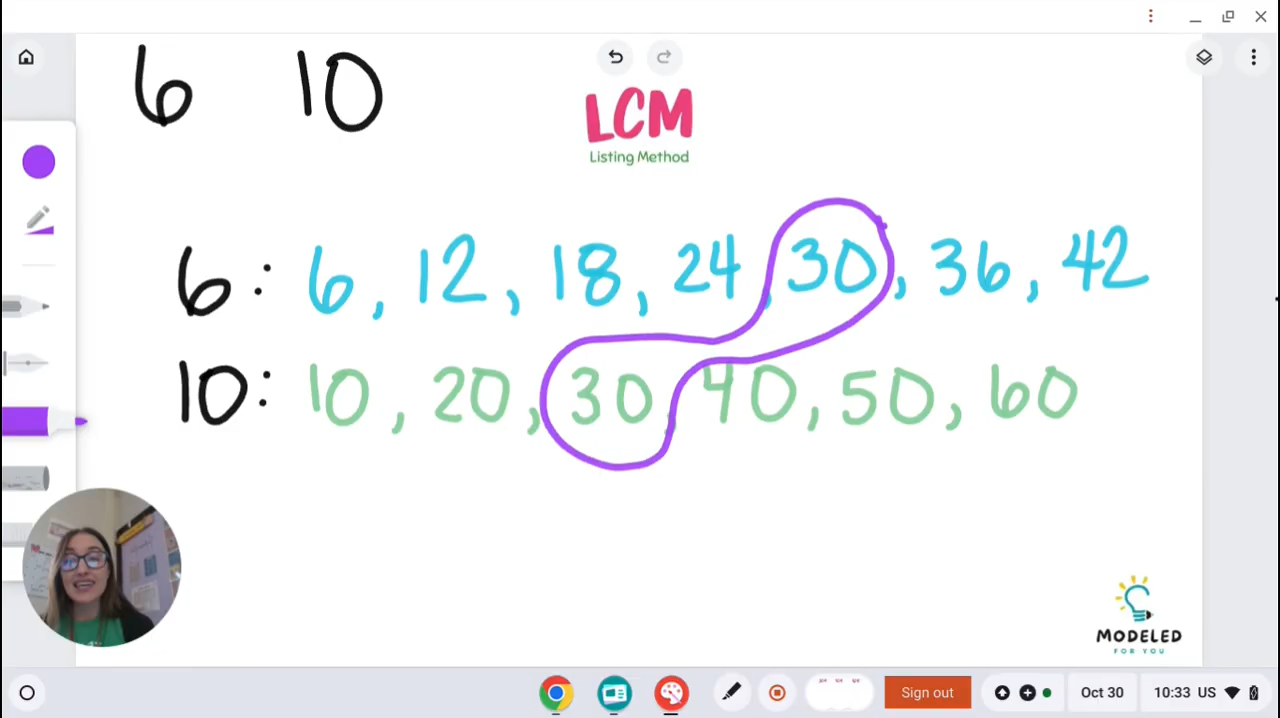 6 10
LCM
Listing Method
6: 6, 12, 18, 24, 30, 36, 42
10: 10, 20, 30, 40, 50, 60
MODELED
FOR YOU
Sign out
Oct 30
10:33 US